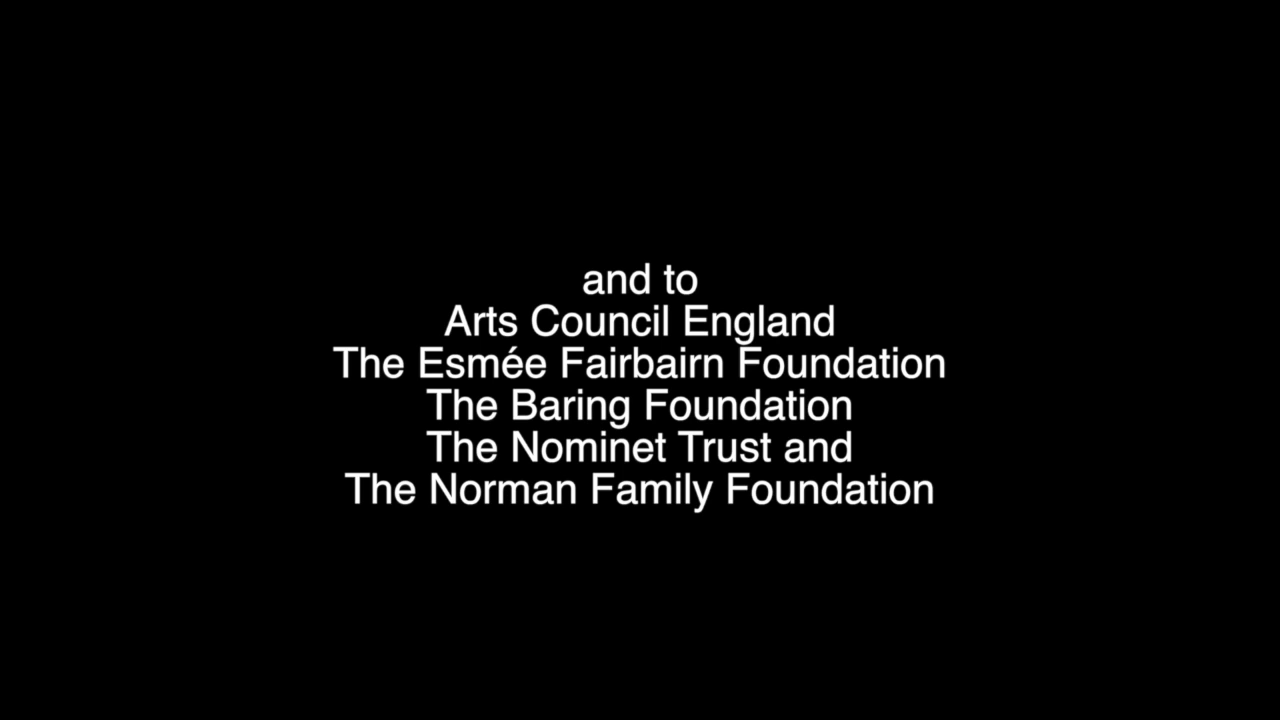 and to
Arts Council England
The Esmée Fairbairn Foundation
The Baring Foundation
The Nominet Trust and
The Norman Family Foundation